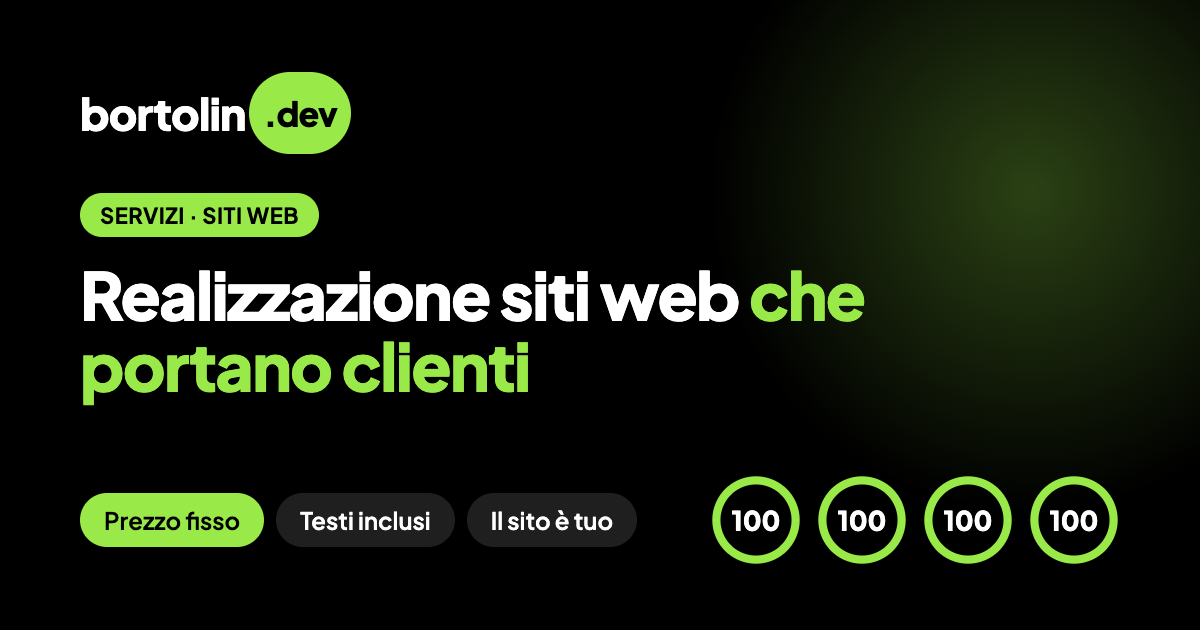 bortolin .dev
SERVIZI · SITI WEB
Realizzazione siti web che
portano clienti
Prezzo fisso Testi inclusi Il sito è tuo 100 100 100 100